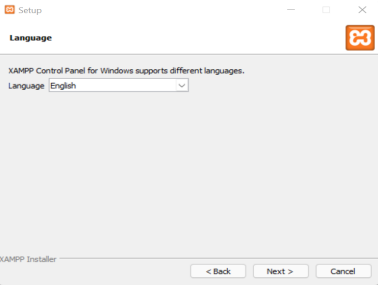 Setup
Language
XAMPP Control Panel for Windows supports different languages.
Language English
XAMPP Installer
< Back Next > Cancel